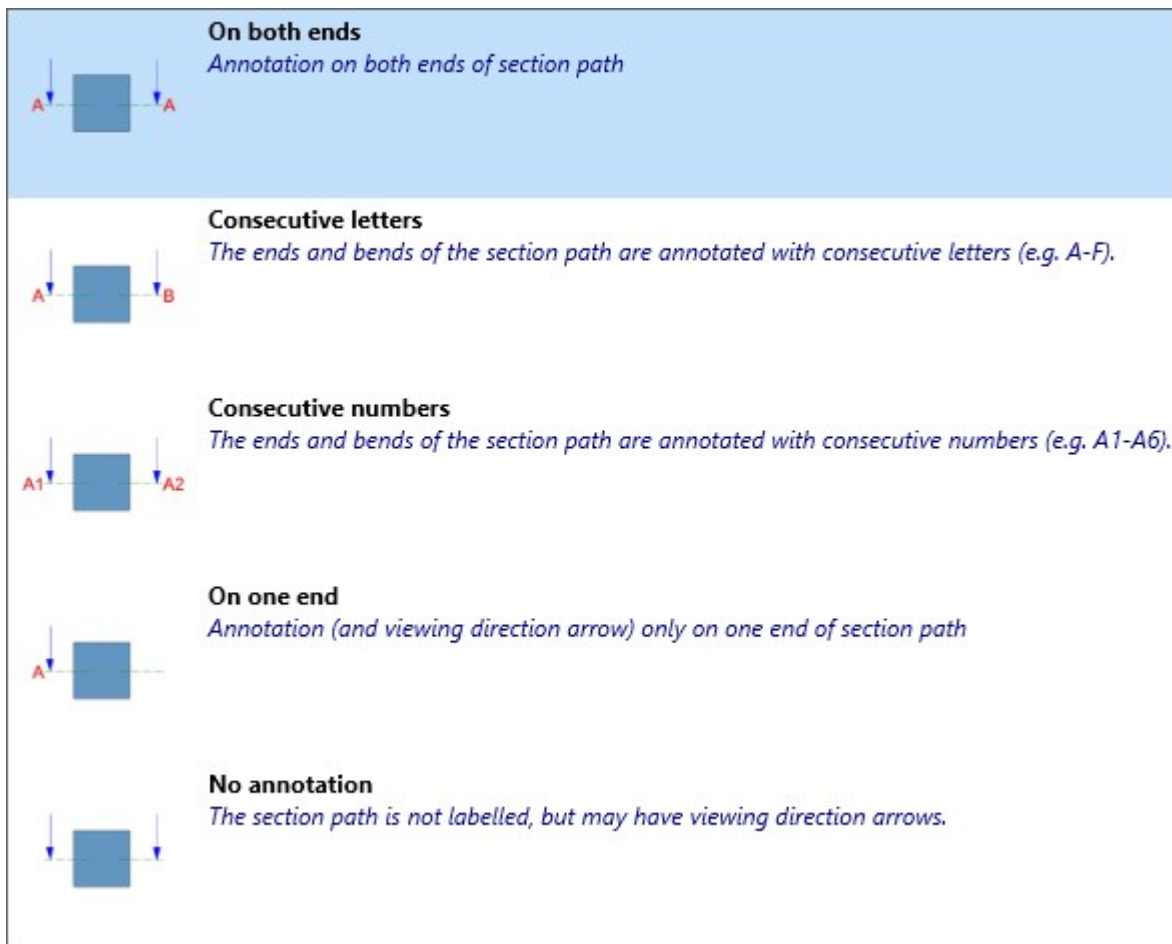 On both ends
Annotation on both ends of section path
A A
Consecutive letters
The ends and bends of the section path are annotated with consecutive letters (e.g. A-F).
A B
Consecutive numbers
The ends and bends of the section path are annotated with consecutive numbers (e.g. A1-A6).
A1 A2
On one end
Annotation (and viewing direction arrow) only on one end of section path
A
No annotation
The section path is not labelled, but may have viewing direction arrows.